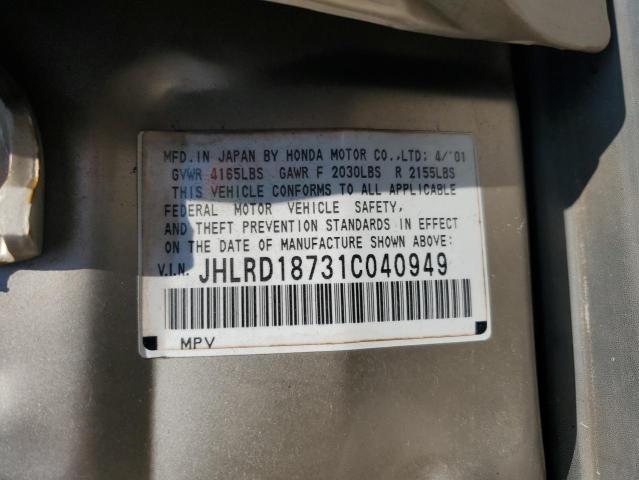 MFD.IN JAPAN BY HONDA MOTOR CO.,LTD: 4/'01
GVWR 4165LBS GAWR F 2030LBS R 2155LBS
THIS VEHICLE CONFORMS TO ALL APPLICABLE
FEDERAL MOTOR VEHICLE SAFETY,
AND THEFT PREVENTION STANDARDS IN EFFECT
ON THE DATE OF MANUFACTURE SHOWN ABOVE:
V.I.N. JHLRD18731C040949
MPV